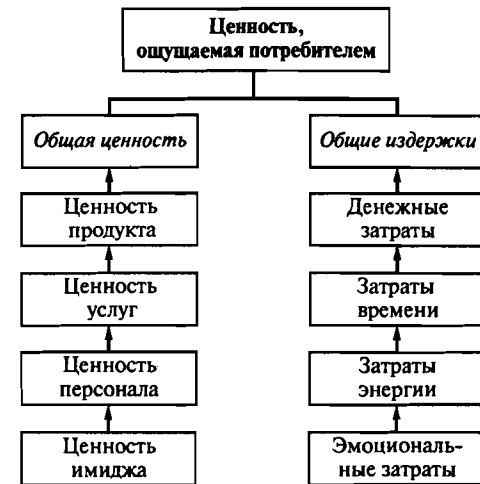 Ценность,
ощущаемая потребителем
Общая ценность
Общие издержки
Ценность
продукта
Денежные
затраты
Ценность
услуг
Затраты
времени
Ценность
персонала
Затраты
энергии
Ценность
имиджа
Эмоциональ-
ные затраты